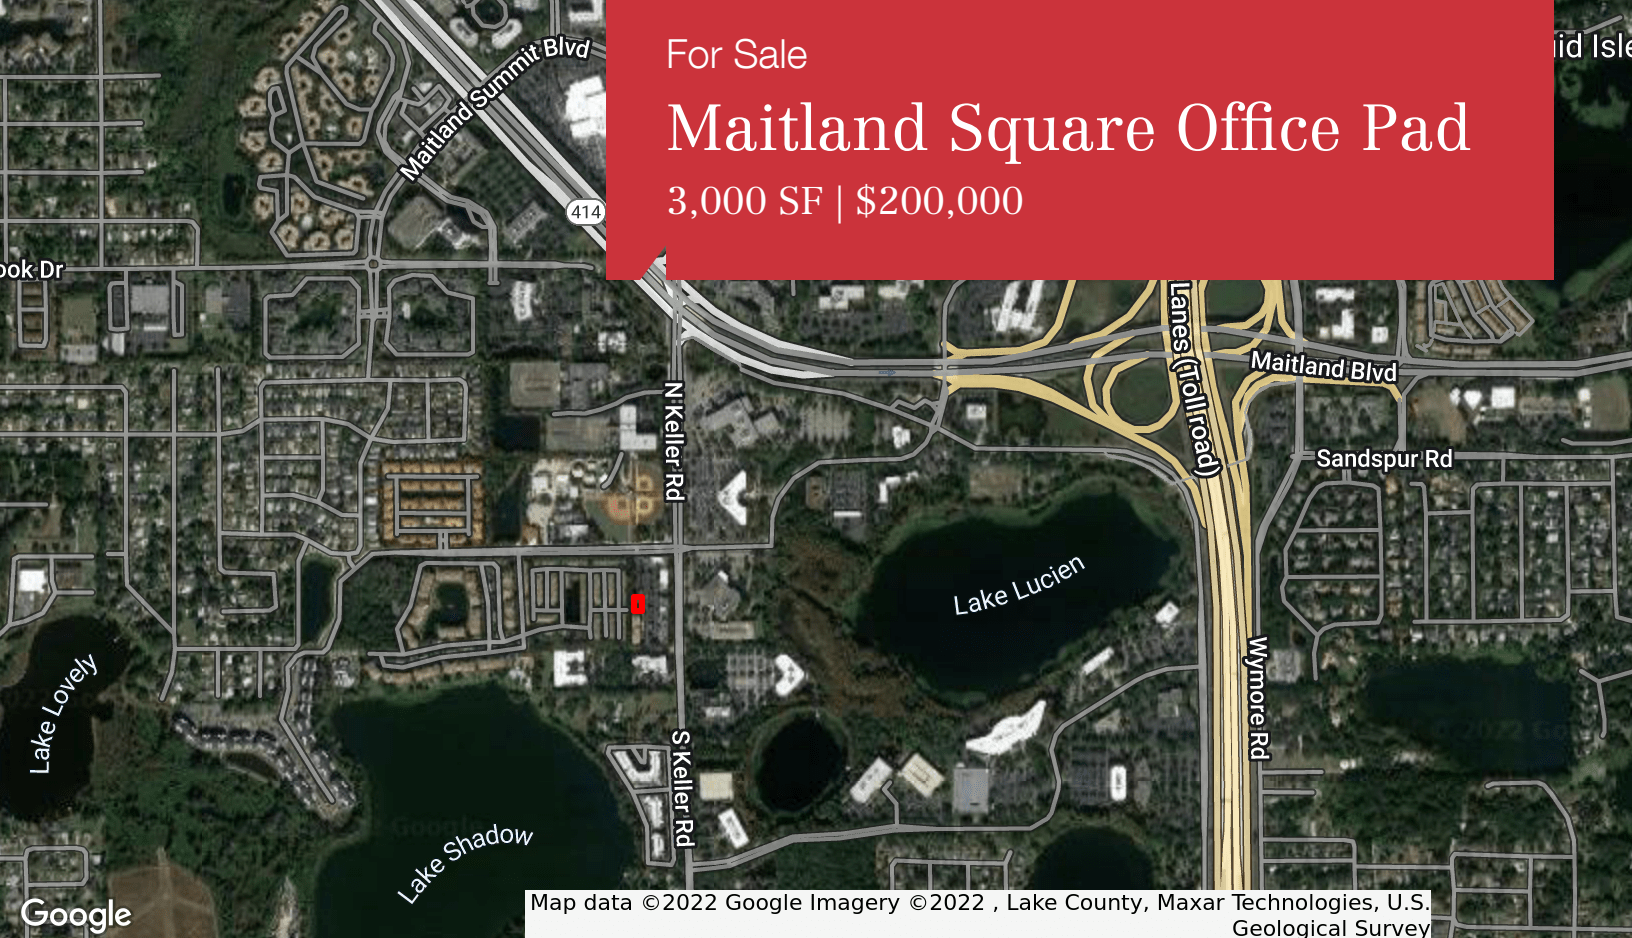 For Sale
Maitland Square Office Pad
3,000 SF | $200,000
Maitland Summit Blvd
414
Isle
Dr
Lanes (Toll road)
Maitland Blvd
N Keller Rd
Sandspur Rd
Lake Lucien
Wymore Rd
Lake Lovely
S Keller Rd
Lake Shadow
Google
Map data ©2022 Google Imagery ©2022 , Lake County, Maxar Technologies, U.S.
Geological Survey